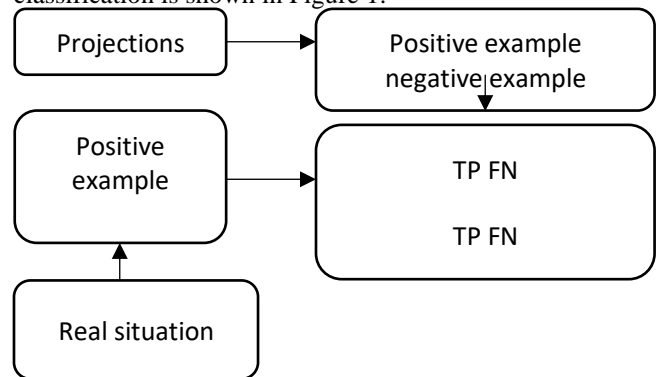 classification is shown in Figure 1.
Projections
Positive example
negative example
Positive
example
TP FN
TP FN
Real situation